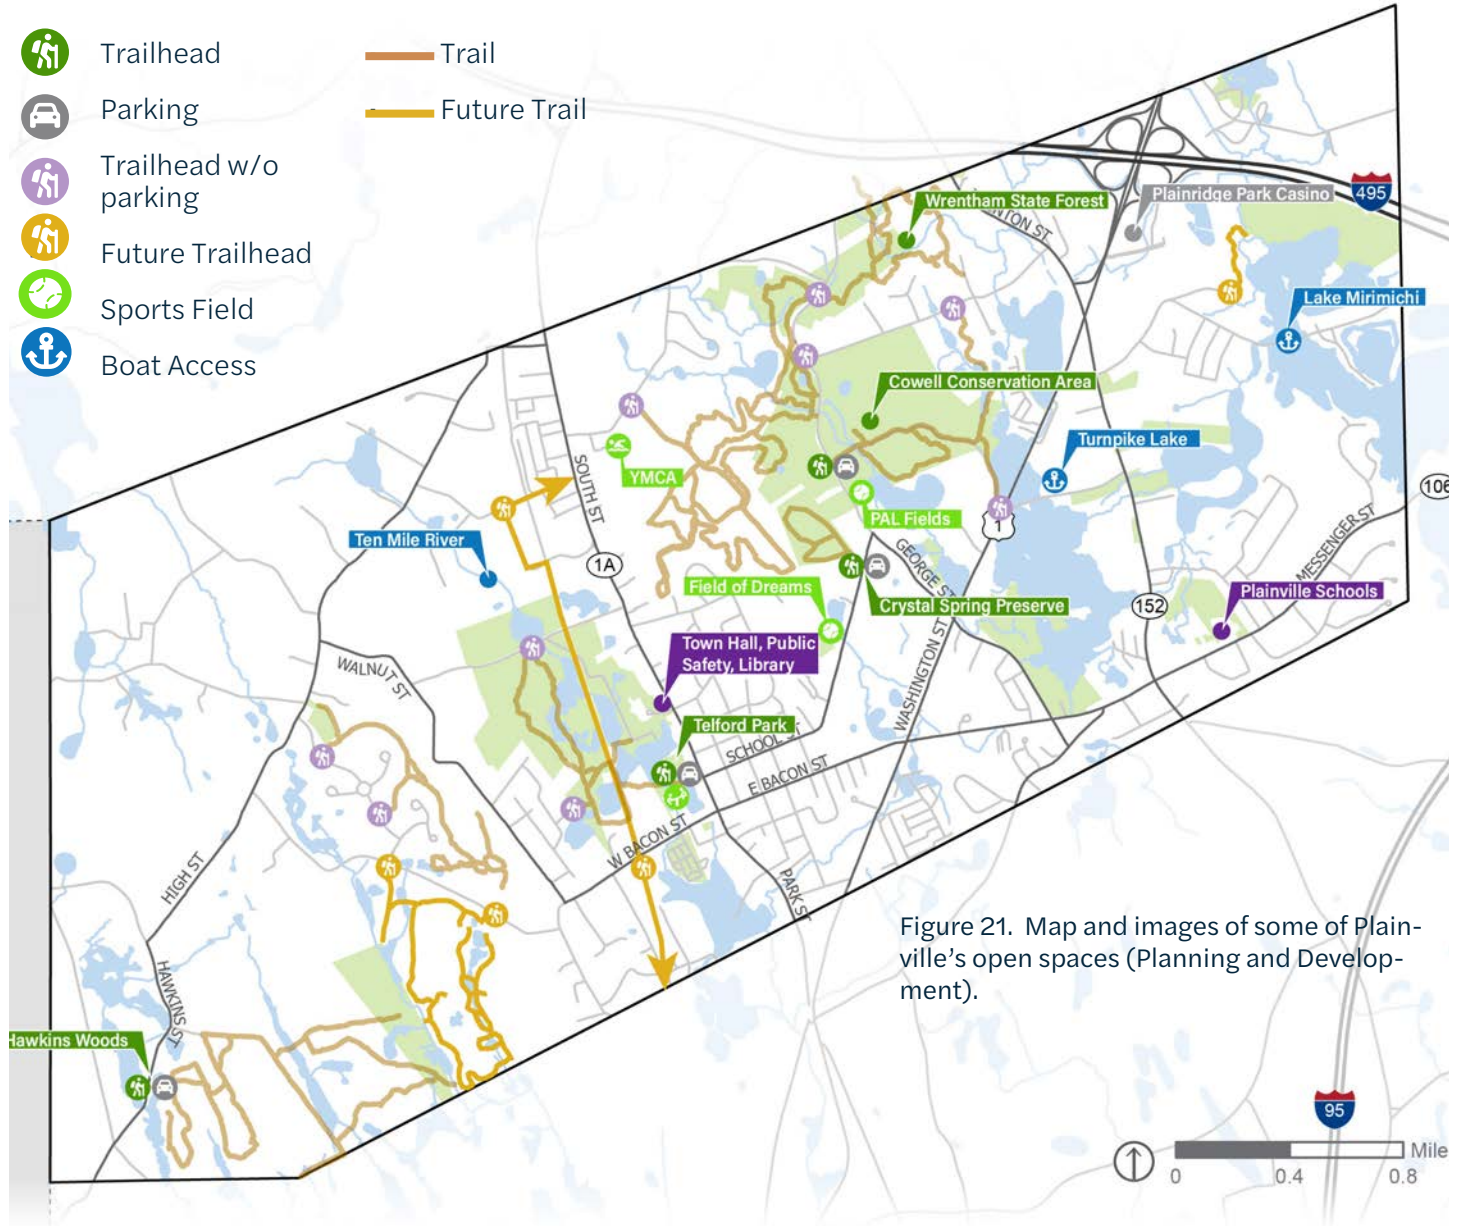 Trailhead
Trail
Parking
Future Trail
Trailhead w/o
parking
Future Trailhead
Sports Field
Boat Access
Wrentham State Forest
Plainridge Park Casino
495
Lake Mirimichi
Cowell Conservation Area
Turnpike Lake
YMCA
SOUTH ST
106
PAL Fields
1
Ten Mile River
1A
GEORGE ST
MESSENGER ST
Field of Dreams
Crystal Spring Preserve
152
Plainville Schools
Town Hall, Public
Safety, Library
WALNUT ST
WASHINGTON ST
Telford Park
SCHOOL ST
E BACON ST
W BACON ST
HIGH ST
PARK ST
Figure 21. Map and images of some of Plain-
ville's open spaces (Planning and Develop-
ment).
HAWKINS ST
Hawkins Woods
95
Mile
0
0.4
0.8